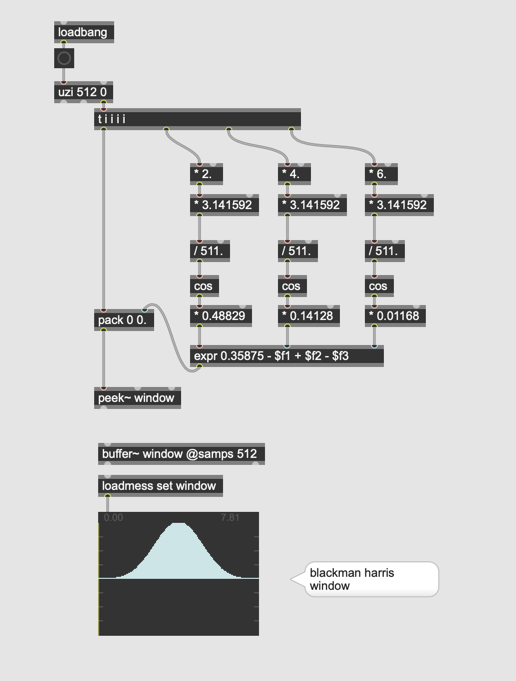 loadbang
uzi 512 0
t i i i i
* 2.
* 4.
* 6.
* 3.141592
* 3.141592
* 3.141592
/ 511.
/ 511.
/ 511.
cos
cos
cos
pack 0 0.
* 0.48829
* 0.14128
* 0.01168
expr 0.35875 - $f1 + $f2 - $f3
peek~ window
buffer~ window @samps 512
loadmess set window
0.00
7.81
blackman harris
window